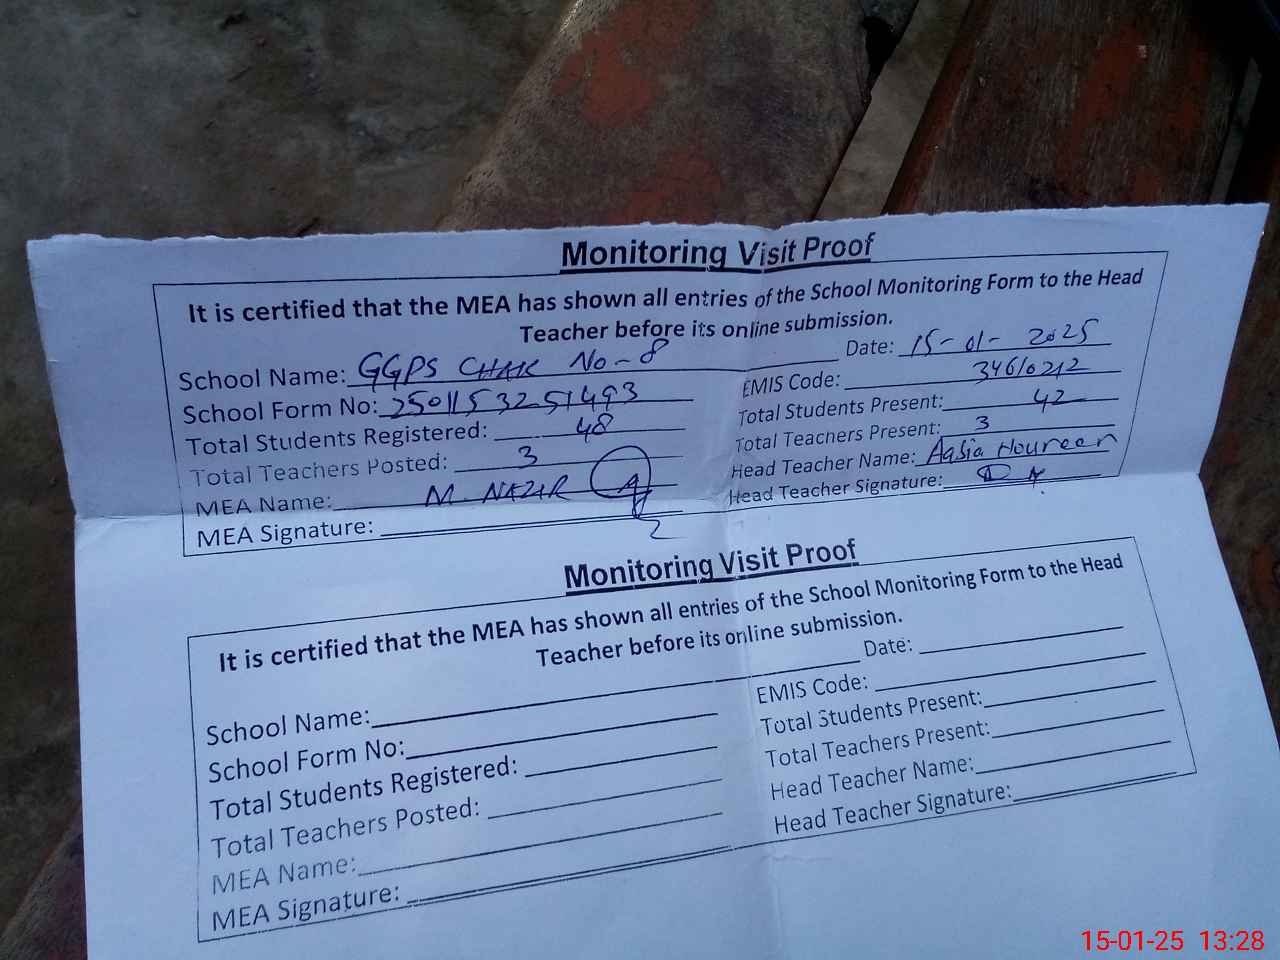 Monitoring Visit Proof
It is certified that the MEA has shown all entries of the School Monitoring Form to the Head
Teacher before its online submission.
School Name: GGPS CHAK No-8 Date: 15-01-2025
School Form No: 250115325 1493 EMIS Code: 34610212
Total Students Registered: 48 Total Students Present: 42
Total Teachers Posted: 3 Total Teachers Present: 3
MEA Name: M. NAZIR Head Teacher Name: Aasia Noureen
MEA Signature: Head Teacher Signature:
Monitoring Visit Proof
It is certified that the MEA has shown all entries of the School Monitoring Form to the Head
Teacher before its online submission.
School Name: Date:
School Form No: EMIS Code:
Total Students Registered: Total Students Present:
Total Teachers Posted: Total Teachers Present:
MEA Name: Head Teacher Name:
MEA Signature: Head Teacher Signature:
15-01-25 13:28